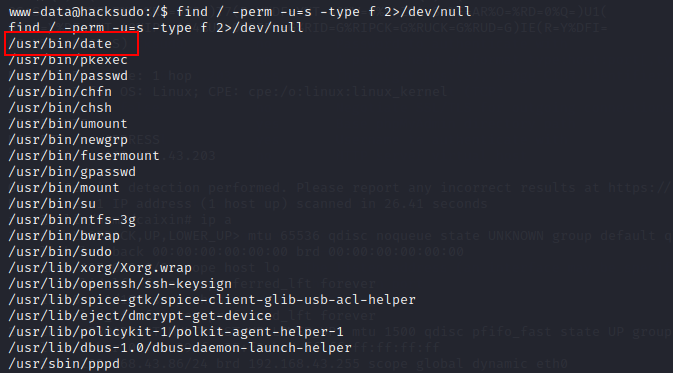 www-data@hacksudo:/$ find / -perm -u=s -type f 2>/dev/null
find / -perm -u=s -type f 2>/dev/null
/usr/bin/date
/usr/bin/pkexec
/usr/bin/passwd
/usr/bin/chfn
/usr/bin/chsh
/usr/bin/umount
/usr/bin/newgrp
/usr/bin/fusermount
/usr/bin/gpasswd
/usr/bin/mount
/usr/bin/su
/usr/bin/ntfs-3g
/usr/bin/bwrap
/usr/bin/sudo
/usr/lib/xorg/Xorg.wrap
/usr/lib/openssh/ssh-keysign
/usr/lib/spice-gtk/spice-client-glib-usb-acl-helper
/usr/lib/eject/dmcrypt-get-device
/usr/lib/policykit-1/polkit-agent-helper-1
/usr/lib/dbus-1.0/dbus-daemon-launch-helper
/usr/sbin/pppd